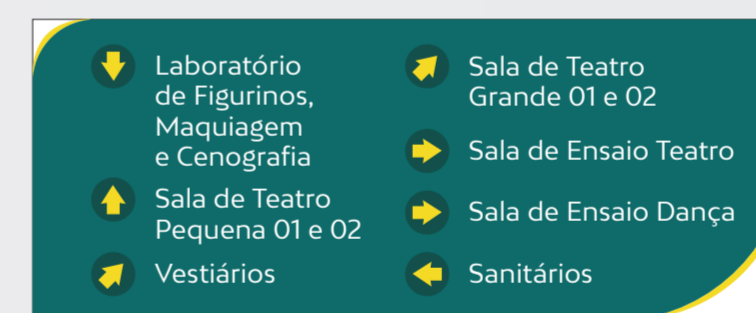 Laboratório
de Figurinos,
Maquiagem
e Cenografia
Sala de Teatro
Pequena 01 e 02
Vestiários
Sala de Teatro
Grande 01 e 02
Sala de Ensaio Teatro
Sala de Ensaio Dança
Sanitários